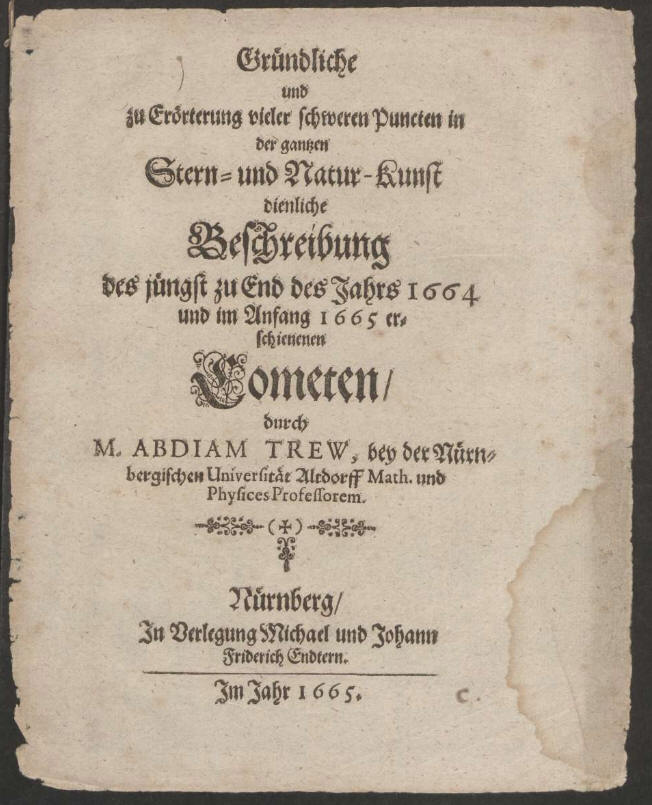 Gründliche
und
zu Erörterung vieler schweren Puncten in
der gantzen
Stern= und Natur-Kunst
dienliche
Beschreibung
des jüngst zu End des Jahrs 1664
und im Anfang 1665 er=
schienenen
Cometen/
durch
M. ABDIAM TREW, bey der Nürn=
bergischen Universität Altdorff Math. und
Physices Professorem.
(✠)
Nürnberg/
In Verlegung Michael und Johann
Friderich Endtern.
Im Jahr 1665.
C.